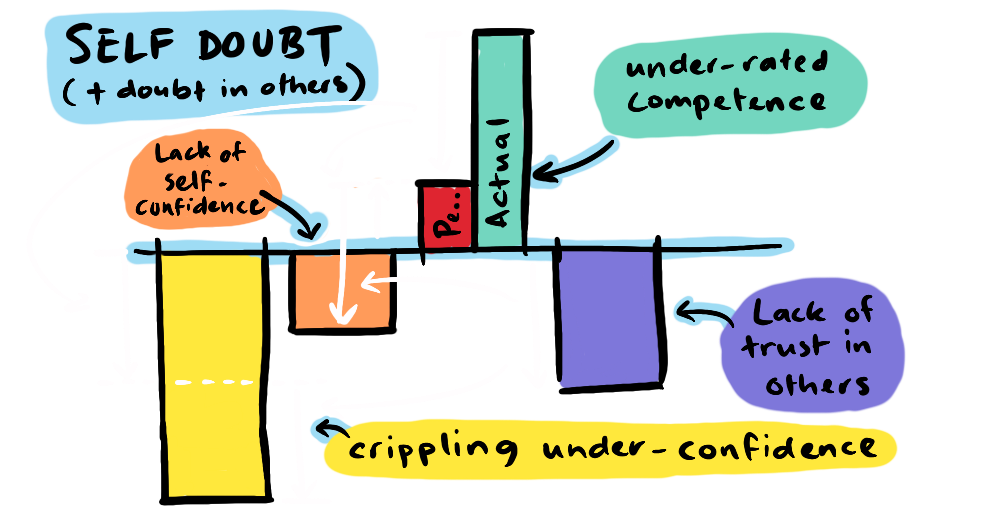 SELF DOUBT
(+ doubt in others)
under-rated
competence
Lack of
self-
confidence
Pe..
Actual
Lack of
trust in
others
crippling under-confidence